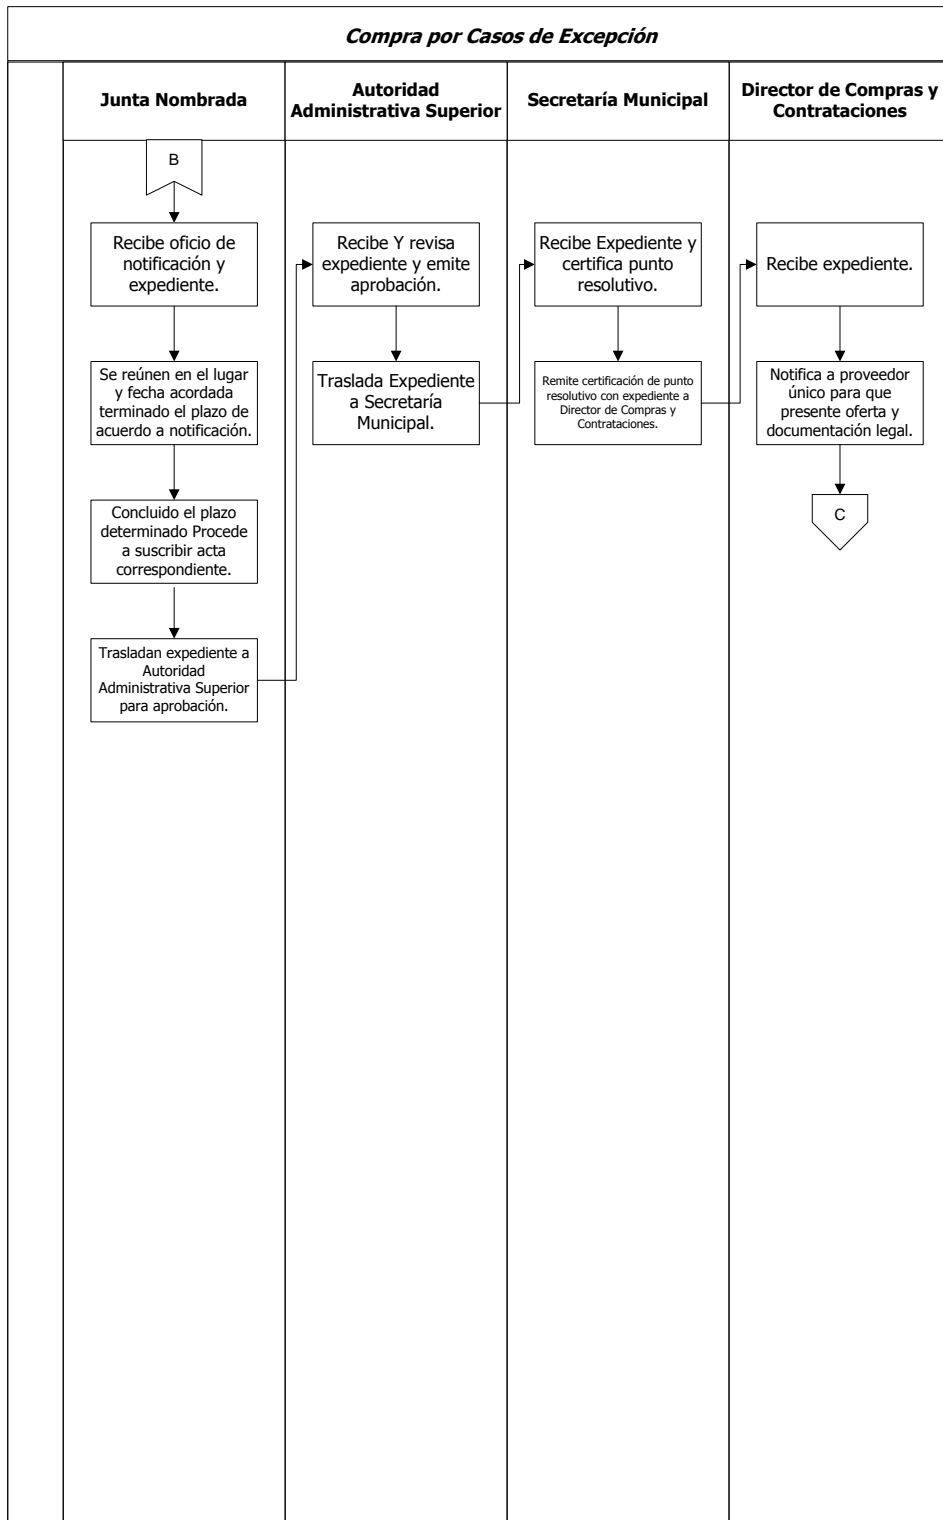 Compra por Casos de Excepción
Junta Nombrada
Autoridad
Administrativa Superior
Secretaría Municipal
Director de Compras y
Contrataciones
B
Recibe oficio de
notificación y
expediente.
Se reúnen en el lugar
y fecha acordada
terminado el plazo de
acuerdo a notificación.
Concluido el plazo
determinado Procede
a suscribir acta
correspondiente.
Trasladan expediente a
Autoridad
Administrativa Superior
para aprobación.
Recibe Y revisa
expediente y emite
aprobación.
Traslada Expediente
a Secretaría
Municipal.
Recibe Expediente y
certifica punto
resolutivo.
Remite certificación de punto
resolutivo con expediente a
Director de Compras y
Contrataciones.
Recibe expediente.
Notifica a proveedor
único para que
presente oferta y
documentación legal.
C